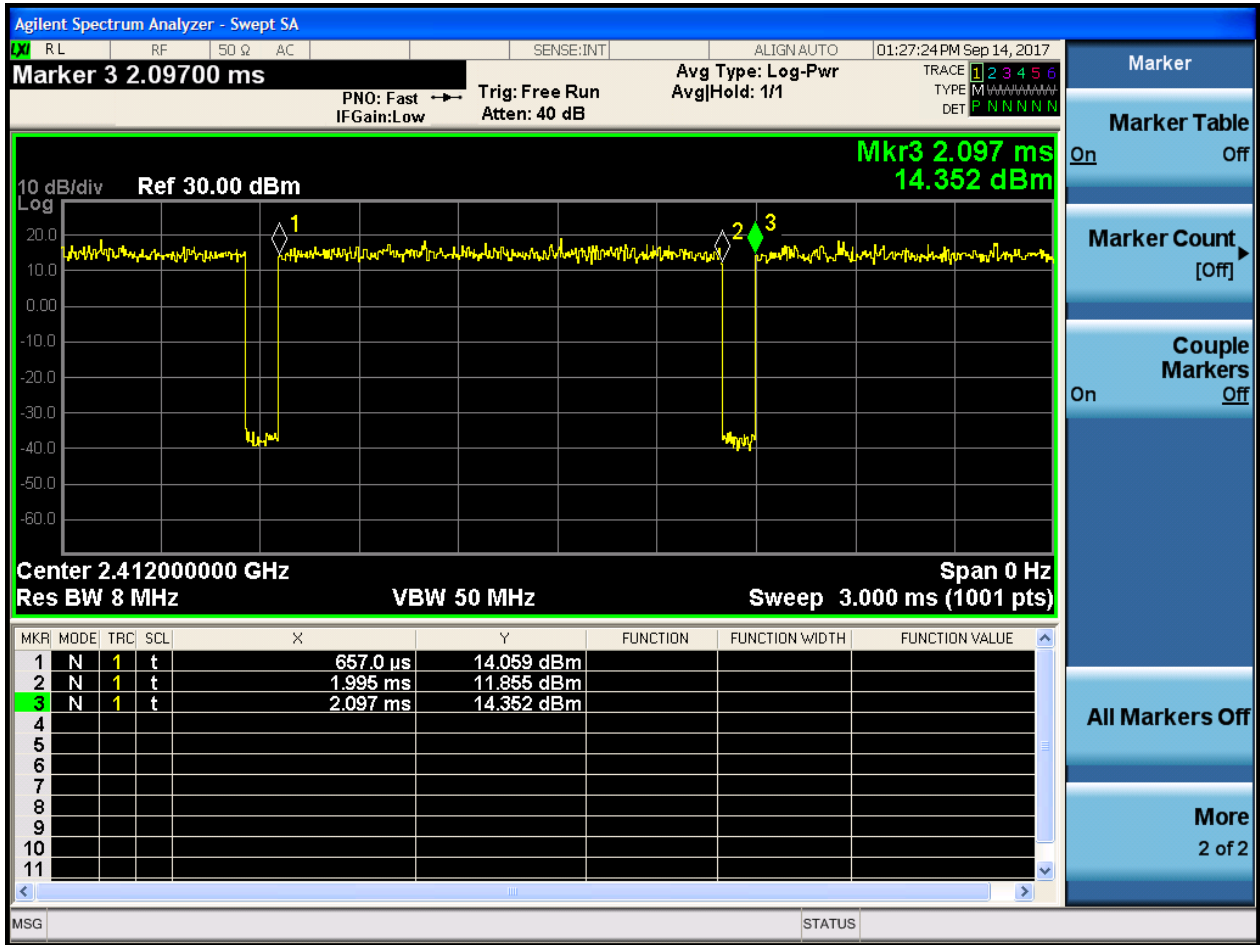 Agilent Spectrum Analyzer - Swept SA
LXI RL RF 50 Ω AC SENSE:INT ALIGN AUTO 01:27:24 PM Sep 14, 2017
Marker 3 2.09700 ms
PNO: Fast
IFGain:Low
Trig: Free Run
Atten: 40 dB
Avg Type: Log-Pwr
Avg|Hold: 1/1
TRACE 1 2 3 4 5 6
TYPE M
DET P N N N N N
Mkr3 2.097 ms
14.352 dBm
10 dB/div Ref 30.00 dBm
Log
20.0
10.0
0.00
-10.0
-20.0
-30.0
-40.0
-50.0
-60.0
1
2
3
Center 2.412000000 GHz Span 0 Hz
Res BW 8 MHz VBW 50 MHz Sweep 3.000 ms (1001 pts)
MKR MODE TRC SCL X Y FUNCTION FUNCTION WIDTH FUNCTION VALUE
1 N 1 t 657.0 µs 14.059 dBm
2 N 1 t 1.995 ms 11.855 dBm
3 N 1 t 2.097 ms 14.352 dBm
4
5
6
7
8
9
10
11
MSG STATUS
Marker
Marker Table
On Off
Marker Count
[Off]
Couple
Markers
On Off
All Markers Off
More
2 of 2